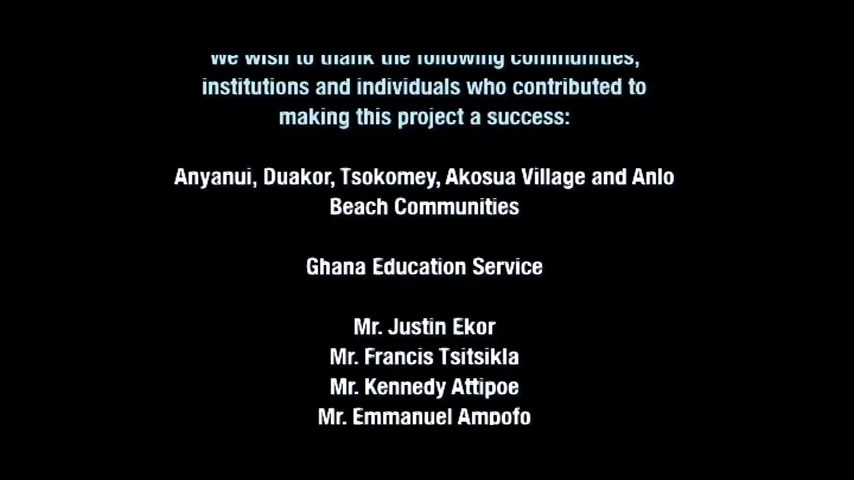 We wish to thank the following communities,
institutions and individuals who contributed to
making this project a success:
Anyanui, Duakor, Tsokomey, Akosua Village and Anlo
Beach Communities
Ghana Education Service
Mr. Justin Ekor
Mr. Francis Tsitsikla
Mr. Kennedy Attipoe
Mr. Emmanuel Ampofo